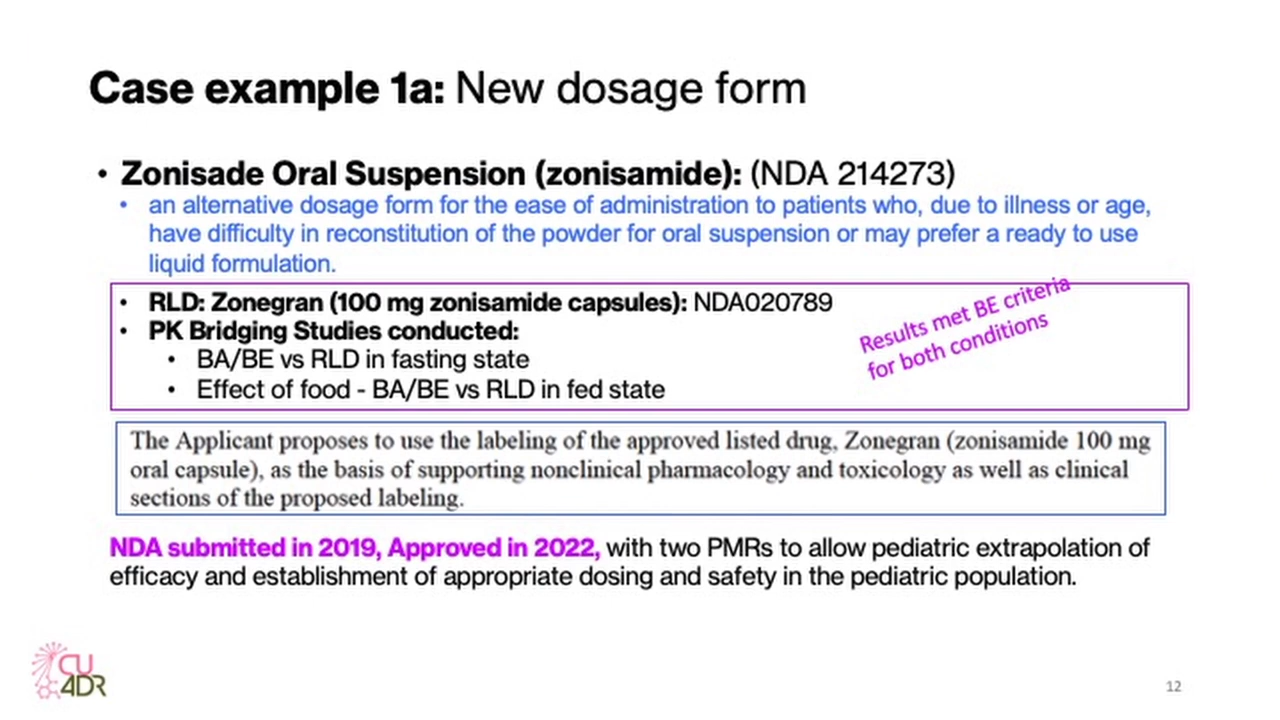 Case example 1a: New dosage form
• Zonisade Oral Suspension (zonisamide): (NDA 214273)
• an alternative dosage form for the ease of administration to patients who, due to illness or age,
have difficulty in reconstitution of the powder for oral suspension or may prefer a ready to use
liquid formulation.
• RLD: Zonegran (100 mg zonisamide capsules): NDA020789
• PK Bridging Studies conducted:
• BA/BE vs RLD in fasting state
• Effect of food - BA/BE vs RLD in fed state
Results met BE criteria
for both conditions
The Applicant proposes to use the labeling of the approved listed drug, Zonegran (zonisamide 100 mg
oral capsule), as the basis of supporting nonclinical pharmacology and toxicology as well as clinical
sections of the proposed labeling.
NDA submitted in 2019, Approved in 2022, with two PMRs to allow pediatric extrapolation of
efficacy and establishment of appropriate dosing and safety in the pediatric population.
CU
4DR
12